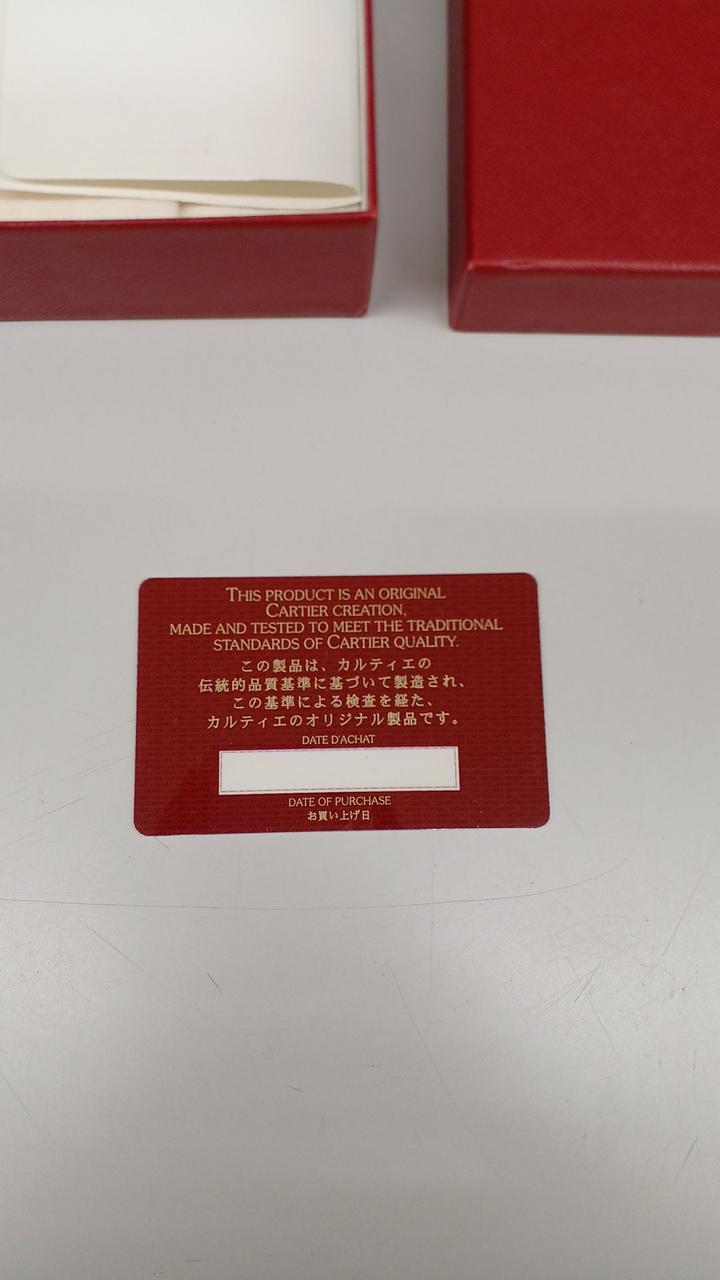 THIS PRODUCT IS AN ORIGINAL
CARTIER CREATION,
MADE AND TESTED TO MEET THE TRADITIONAL
STANDARDS OF CARTIER QUALITY.
この製品は、カルティエの
伝統的品質基準に基づいて製造され、
この基準による検査を経た、
カルティエのオリジナル製品です。
DATE D'ACHAT
DATE OF PURCHASE
お買い上げ日